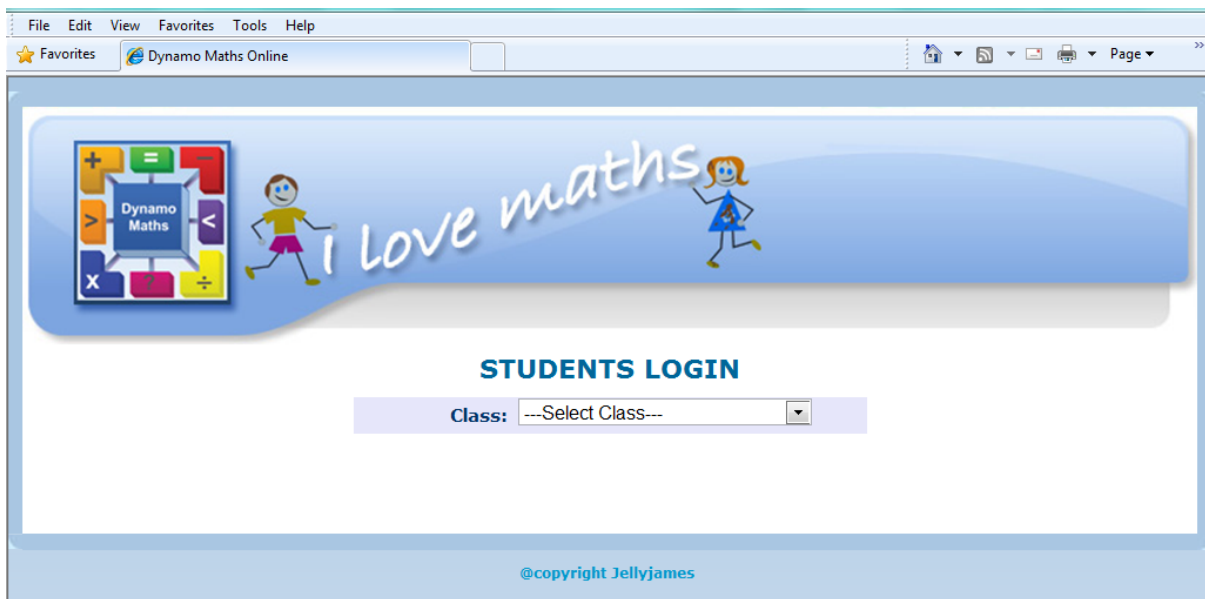 File Edit View Favorites Tools Help
Favorites Dynamo Maths Online Page »
+ = -
> Dynamo Maths <
x ? ÷
i Love maths
STUDENTS LOGIN
Class: ---Select Class---
@copyright Jellyjames